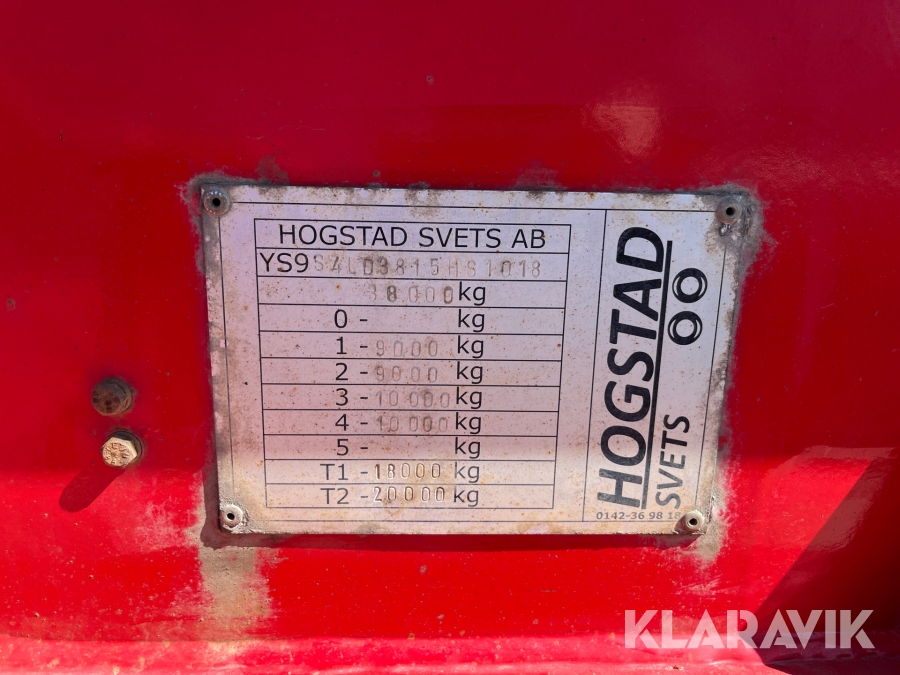 HOGSTAD SVETS AB
YS9S4LD3815HS1018
38000kg
0 - kg
1 - 9000 kg
2 - 9000 kg
3 - 10000kg
4 - 10000kg
5 - kg
T1 - 18000 kg
T2 - 20000 kg
HOGSTAD
SVETS
0142-36 98 18
KLARAVIK